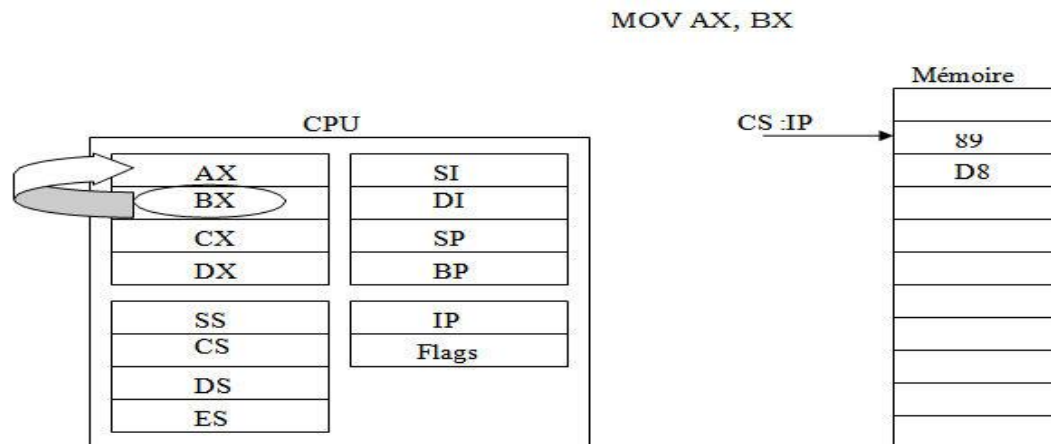 MOV AX, BX
Mémoire
CPU
CS :IP
89
D8
AX
BX
CX
DX
SI
DI
SP
BP
SS
CS
DS
ES
IP
Flags